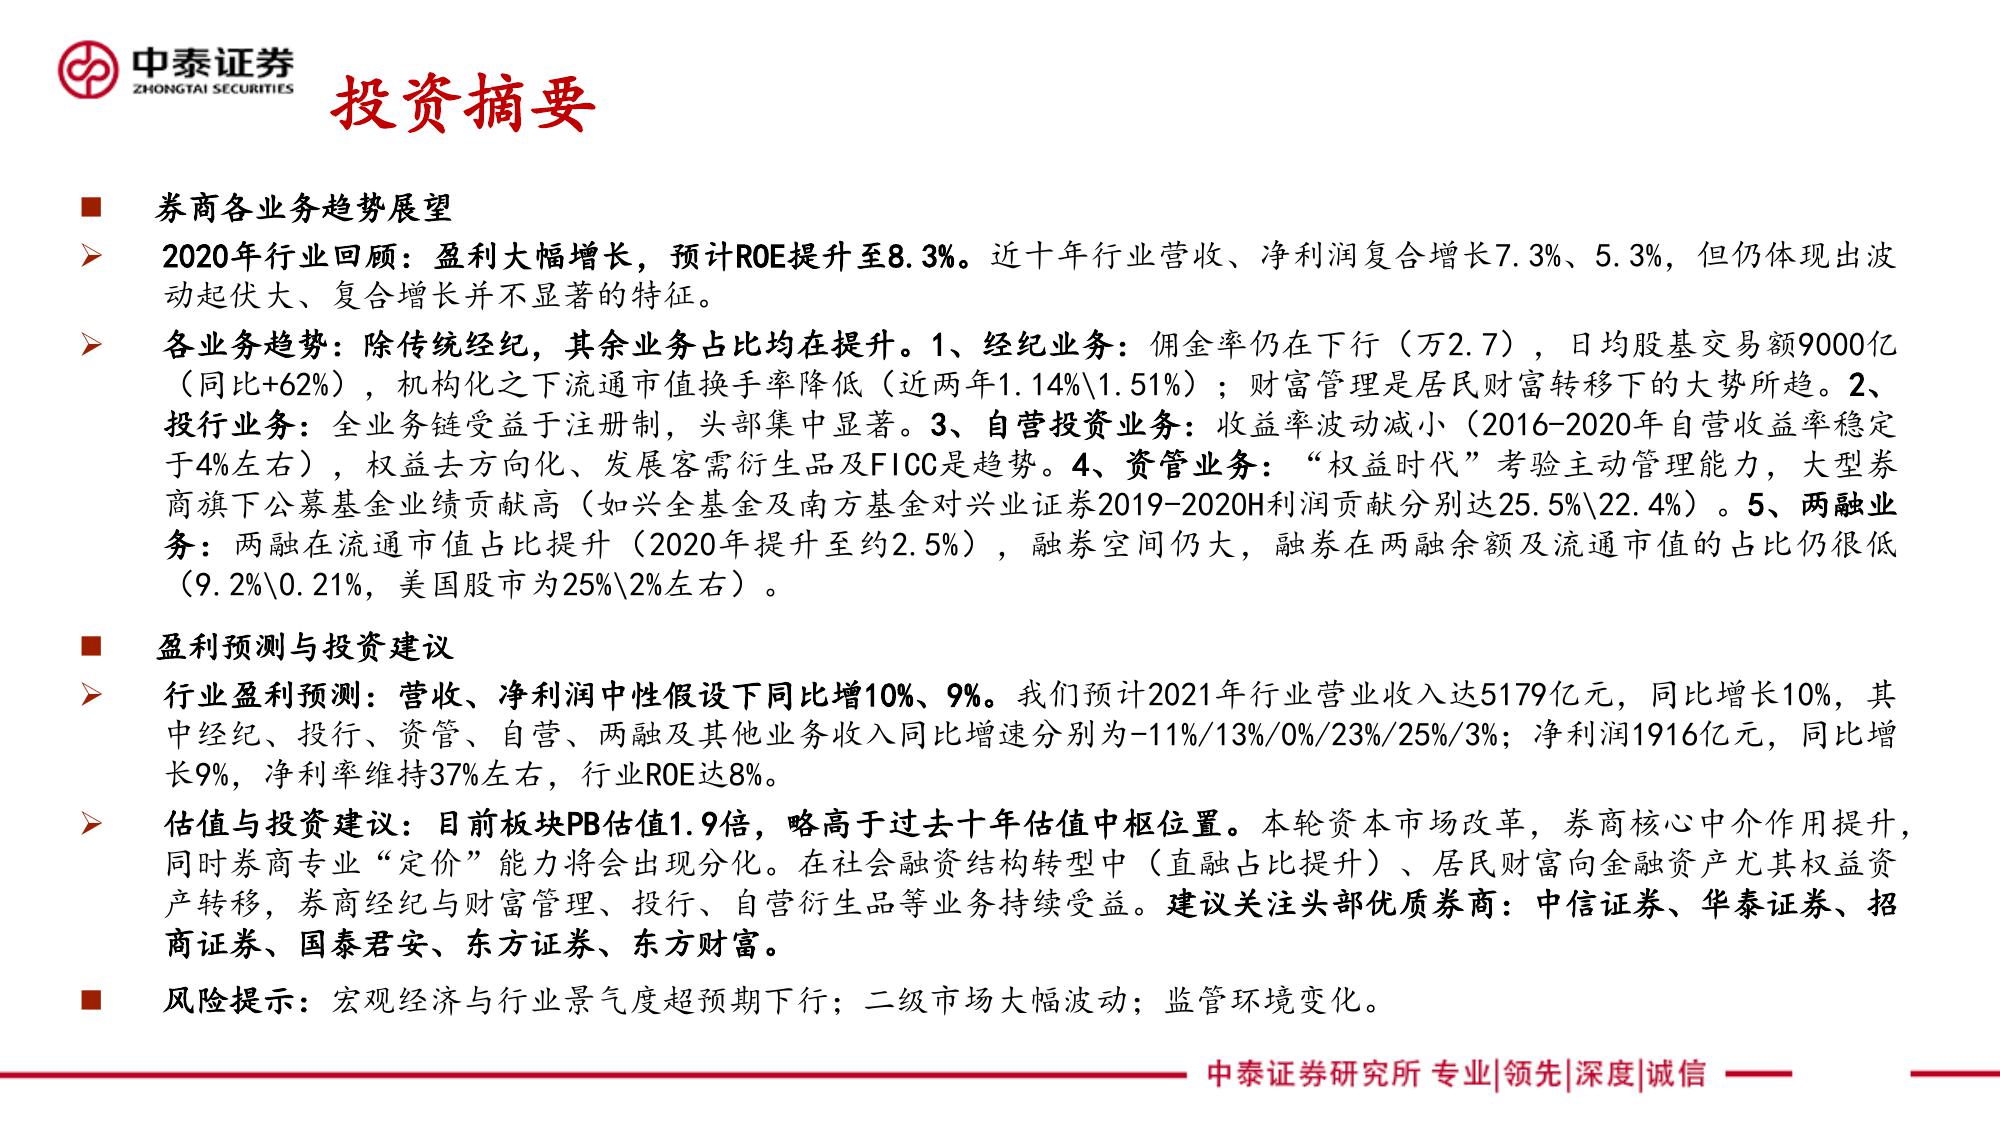 中泰证券
ZHONGTAI SECURITIES
投资摘要
券商各业务趋势展望
2020年行业回顾：盈利大幅增长，预计ROE提升至8.3%。近十年行业营收、净利润复合增长7.3%、5.3%，但仍体现出波
动起伏大、复合增长并不显著的特征。
各业务趋势：除传统经纪，其余业务占比均在提升。1、经纪业务：佣金率仍在下行（万2.7），日均股基交易额9000亿
（同比+62%），机构化之下流通市值换手率降低（近两年1.14%\1.51%）；财富管理是居民财富转移下的大势所趋。2、
投行业务：全业务链受益于注册制，头部集中显著。3、自营投资业务：收益率波动减小（2016-2020年自营收益率稳定
于4%左右），权益去方向化、发展客需衍生品及FICC是趋势。4、资管业务：“权益时代”考验主动管理能力，大型券
商旗下公募基金业绩贡献高（如兴全基金及南方基金对兴业证券2019-2020H利润贡献分别达25.5%\22.4%）。5、两融业
务：两融在流通市值占比提升（2020年提升至约2.5%），融券空间仍大，融券在两融余额及流通市值的占比仍很低
（9.2%\0.21%，美国股市为25%\2%左右）。
盈利预测与投资建议
行业盈利预测：营收、净利润中性假设下同比增10%、9%。我们预计2021年行业营业收入达5179亿元，同比增长10%，其
中经纪、投行、资管、自营、两融及其他业务收入同比增速分别为-11%/13%/0%/23%/25%/3%；净利润1916亿元，同比增
长9%，净利率维持37%左右，行业ROE达8%。
估值与投资建议：目前板块PB估值1.9倍，略高于过去十年估值中枢位置。本轮资本市场改革，券商核心中介作用提升，
同时券商专业“定价”能力将会出现分化。在社会融资结构转型中（直融占比提升）、居民财富向金融资产尤其权益资
产转移，券商经纪与财富管理、投行、自营衍生品等业务持续受益。建议关注头部优质券商：中信证券、华泰证券、招
商证券、国泰君安、东方证券、东方财富。
风险提示：宏观经济与行业景气度超预期下行；二级市场大幅波动；监管环境变化。
中泰证券研究所 专业|领先|深度|诚信